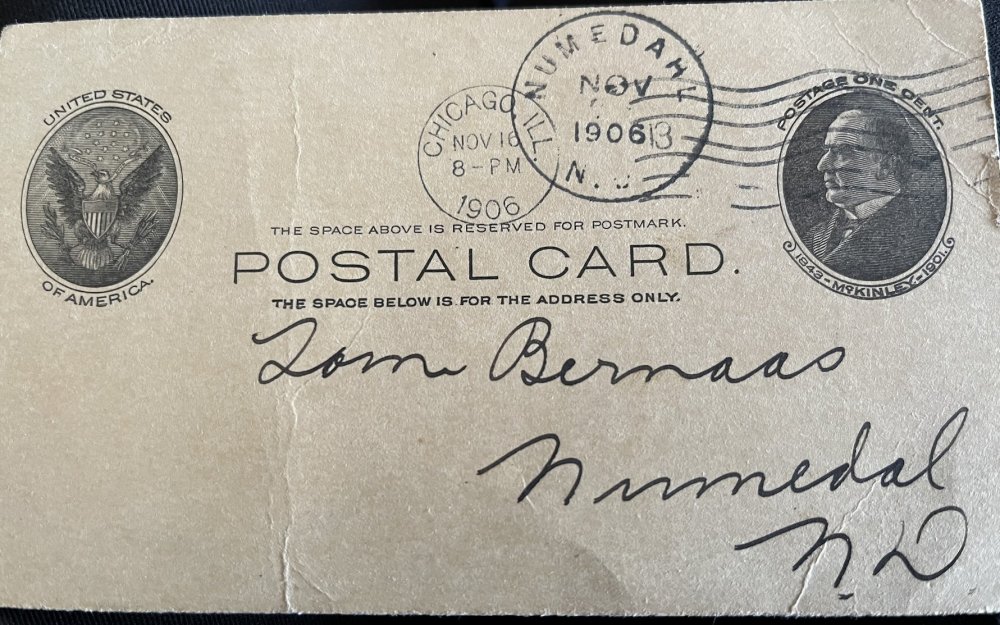 NUMEDAHL
NOV
1906
N.D.
CHICAGO, ILL.
NOV 16
8-PM
1906
13
UNITED STATES
OF AMERICA.
POSTAGE ONE CENT.
1843-McKINLEY-1901.
THE SPACE ABOVE IS RESERVED FOR POSTMARK.
POSTAL CARD.
THE SPACE BELOW IS FOR THE ADDRESS ONLY.
Tom Bernaas
Numedal
N.D